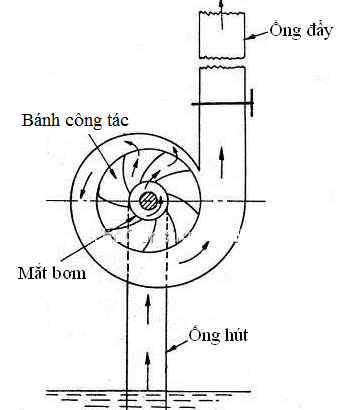 Ống đẩy
Bánh công tác
Mắt bơm
Ống hút